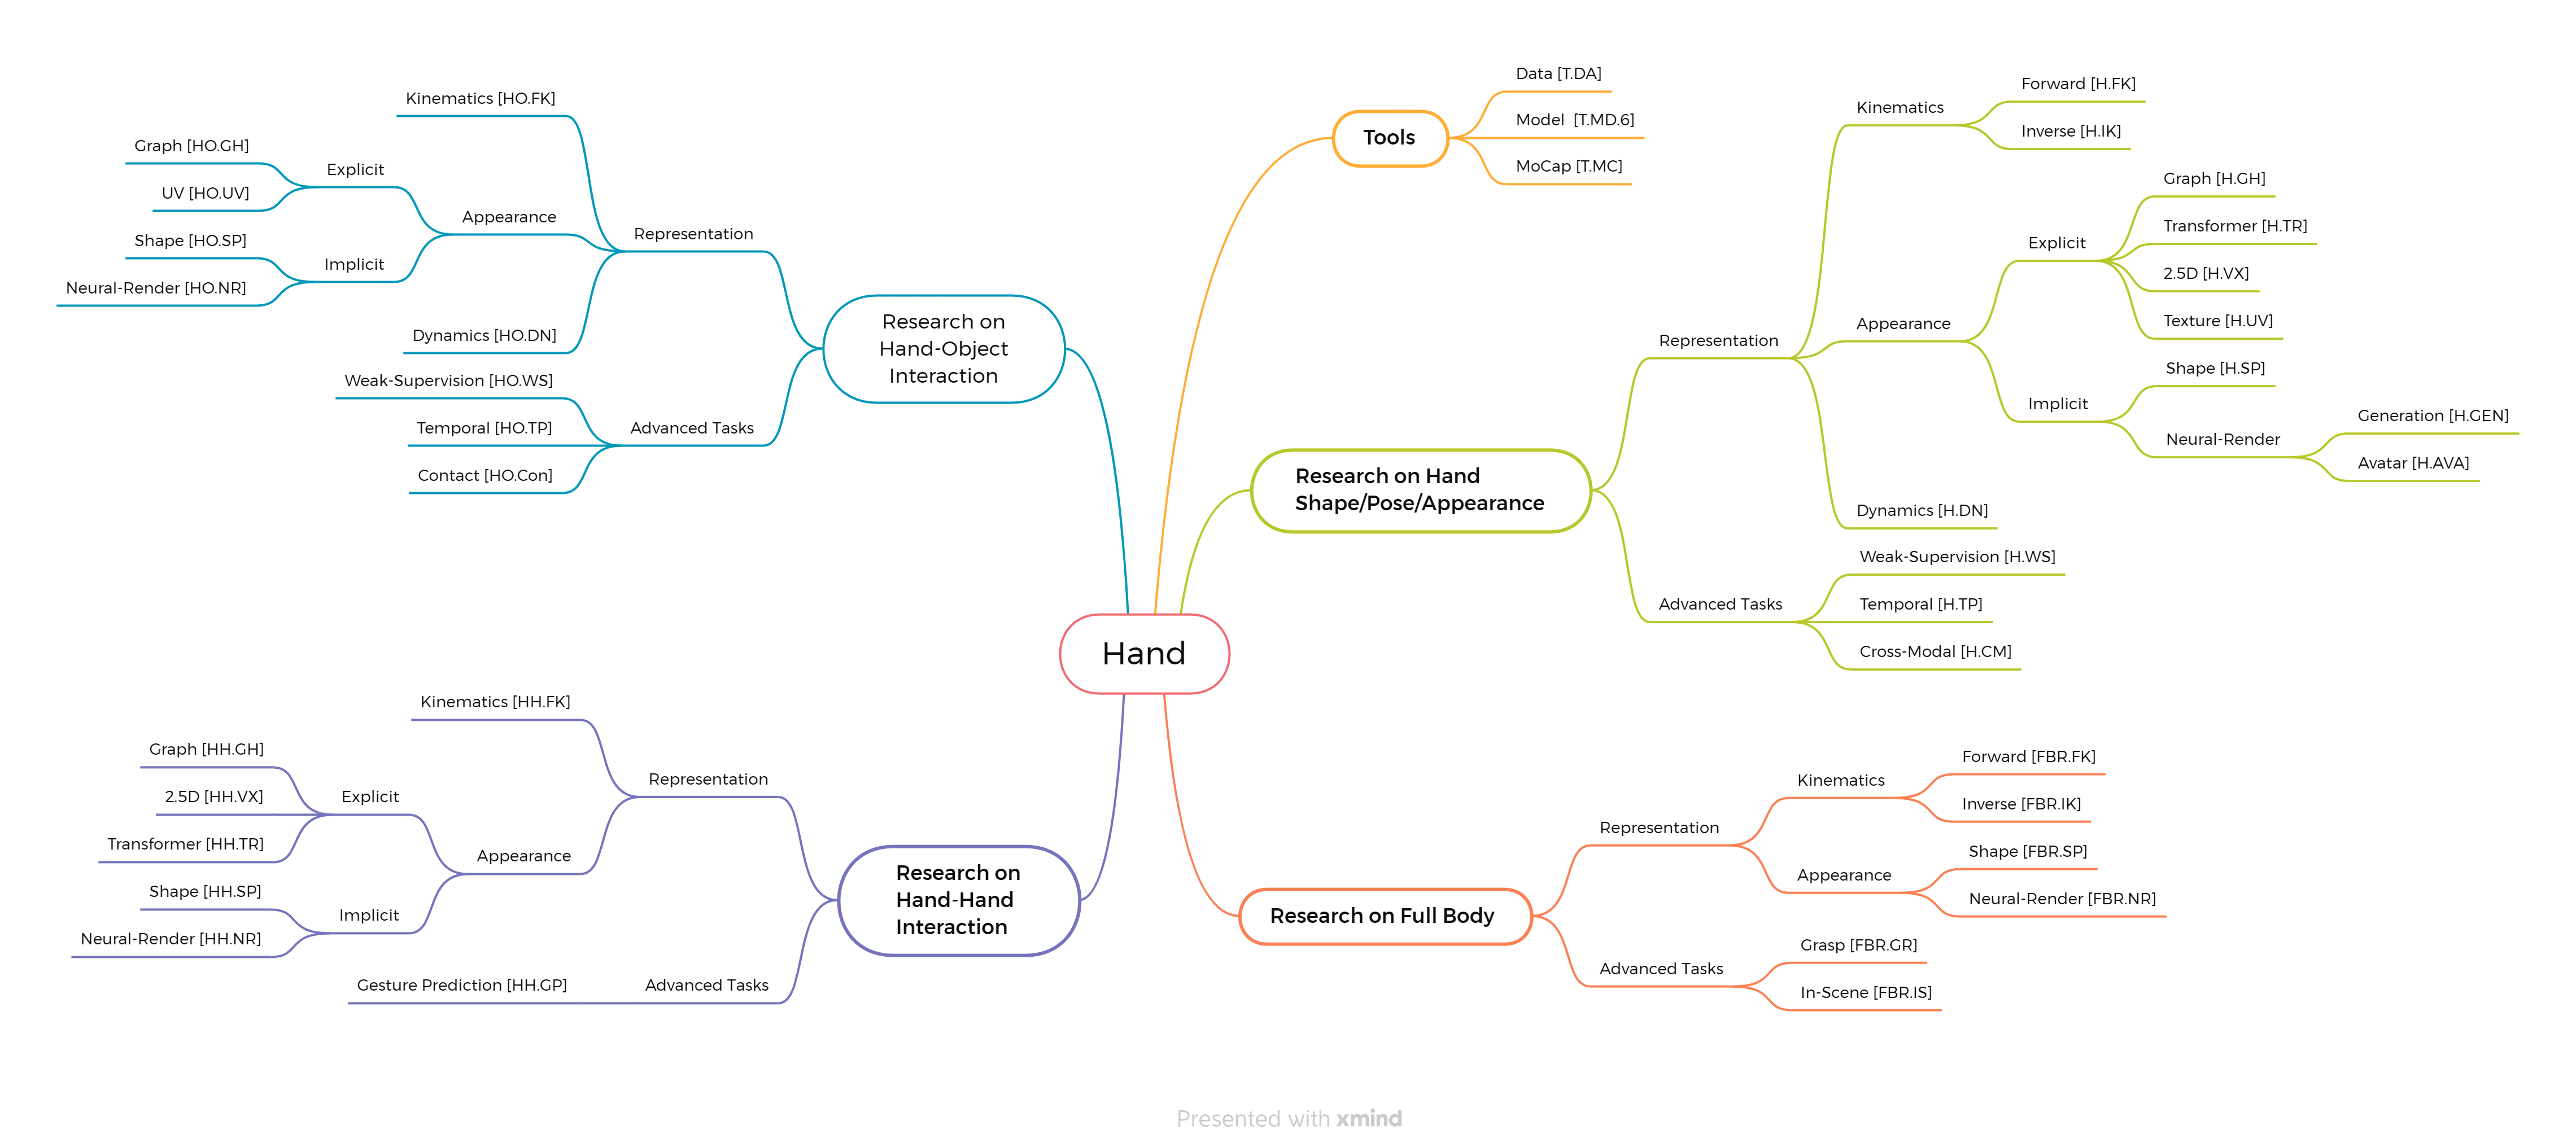 Hand
Tools
Data [T.DA]
Model  [T.MD.6]
MoCap [T.MC]
Research on Hand
Shape/Pose/Appearance
Representation
Kinematics
Forward [H.FK]
Inverse [H.IK]
Appearance
Explicit
Graph [H.GH]
Transformer [H.TR]
2.5D [H.VX]
Texture [H.UV]
Implicit
Shape [H.SP]
Neural-Render
Generation [H.GEN]
Avatar [H.AVA]
Dynamics [H.DN]
Advanced Tasks
Weak-Supervision [H.WS]
Temporal [H.TP]
Cross-Modal [H.CM]
Research on Full Body
Representation
Kinematics
Forward [FBR.FK]
Inverse [FBR.IK]
Appearance
Shape [FBR.SP]
Neural-Render [FBR.NR]
Advanced Tasks
Grasp [FBR.GR]
In-Scene [FBR.IS]
Research on
Hand-Object
Interaction
Representation
Kinematics [HO.FK]
Appearance
Explicit
Graph [HO.GH]
UV [HO.UV]
Implicit
Shape [HO.SP]
Neural-Render [HO.NR]
Dynamics [HO.DN]
Advanced Tasks
Weak-Supervision [HO.WS]
Temporal [HO.TP]
Contact [HO.Con]
Research on
Hand-Hand
Interaction
Representation
Kinematics [HH.FK]
Appearance
Explicit
Graph [HH.GH]
2.5D [HH.VX]
Transformer [HH.TR]
Implicit
Shape [HH.SP]
Neural-Render [HH.NR]
Advanced Tasks
Gesture Prediction [HH.GP]
Presented with xmind